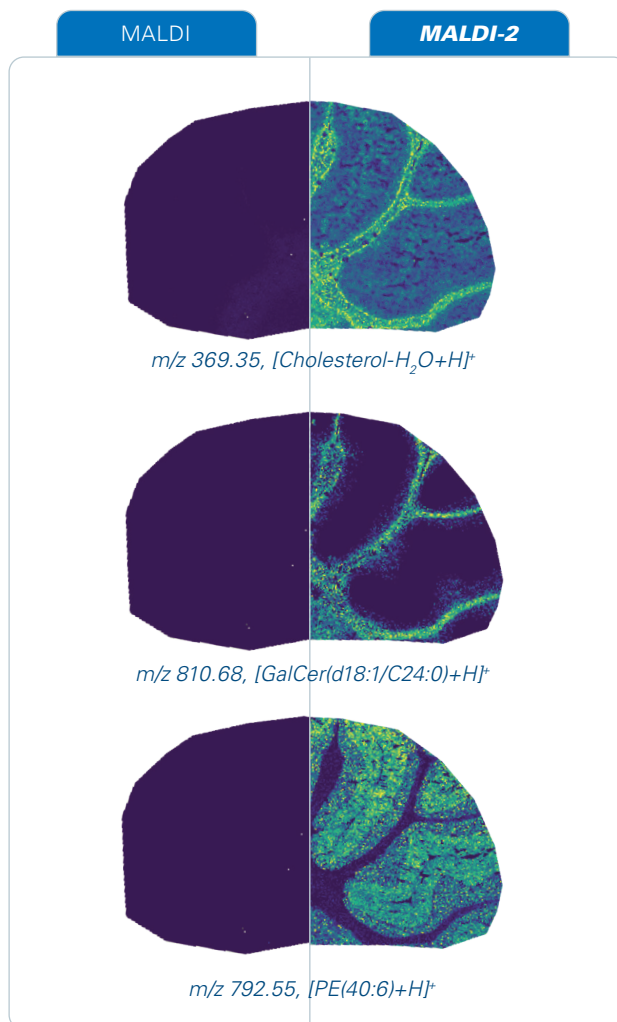 MALDI
MALDI-2
m/z 369.35, [Cholesterol-H₂O+H]⁺
m/z 810.68, [GalCer(d18:1/C24:0)+H]⁺
m/z 792.55, [PE(40:6)+H]⁺